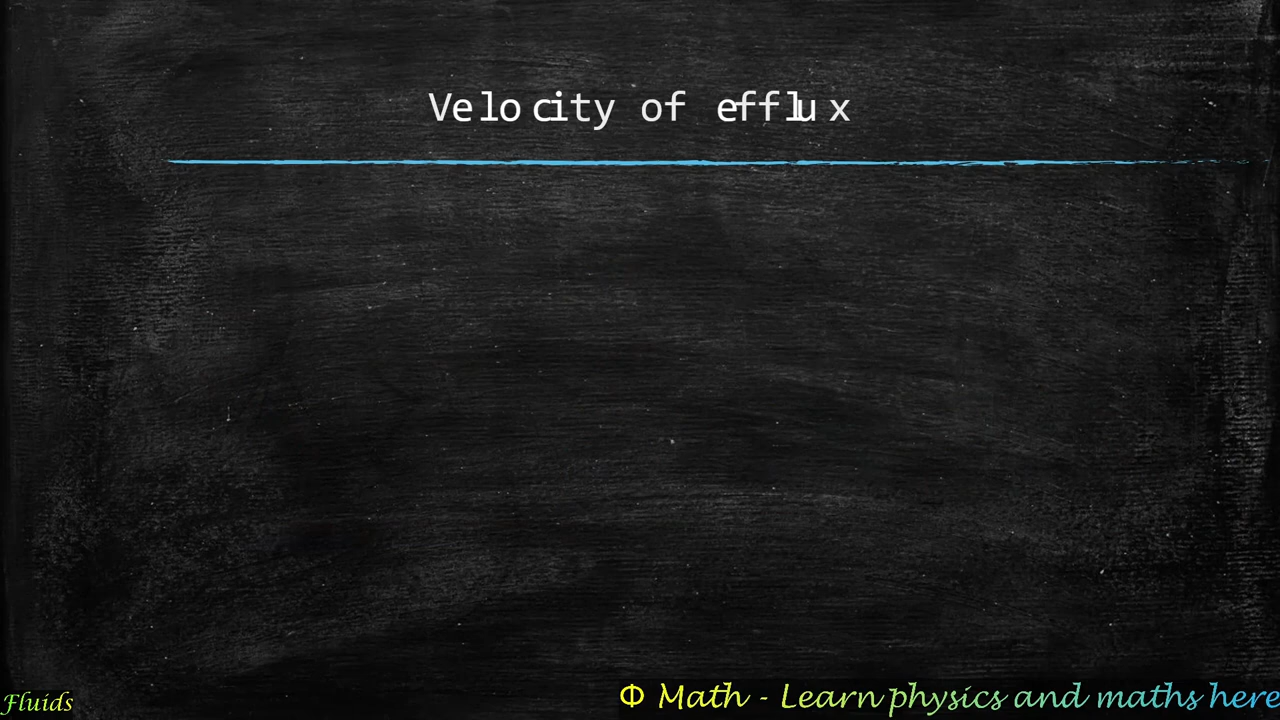 Velocity of efflux
Fluids
Φ Math - Learn physics and maths here